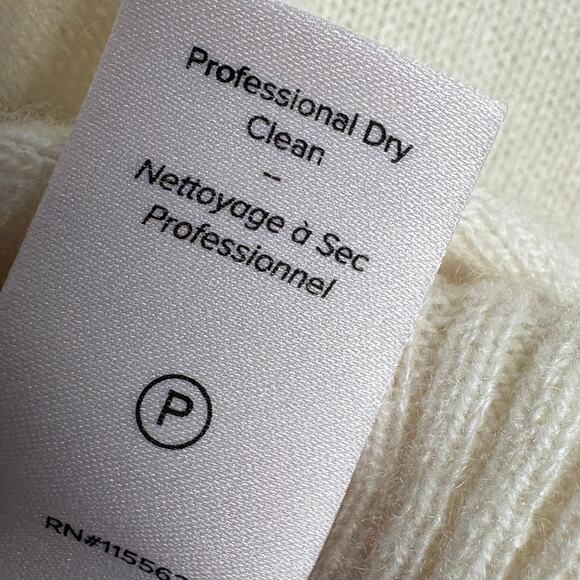 Professional Dry
Clean
--
Nettoyage à Sec
Professionnel
P